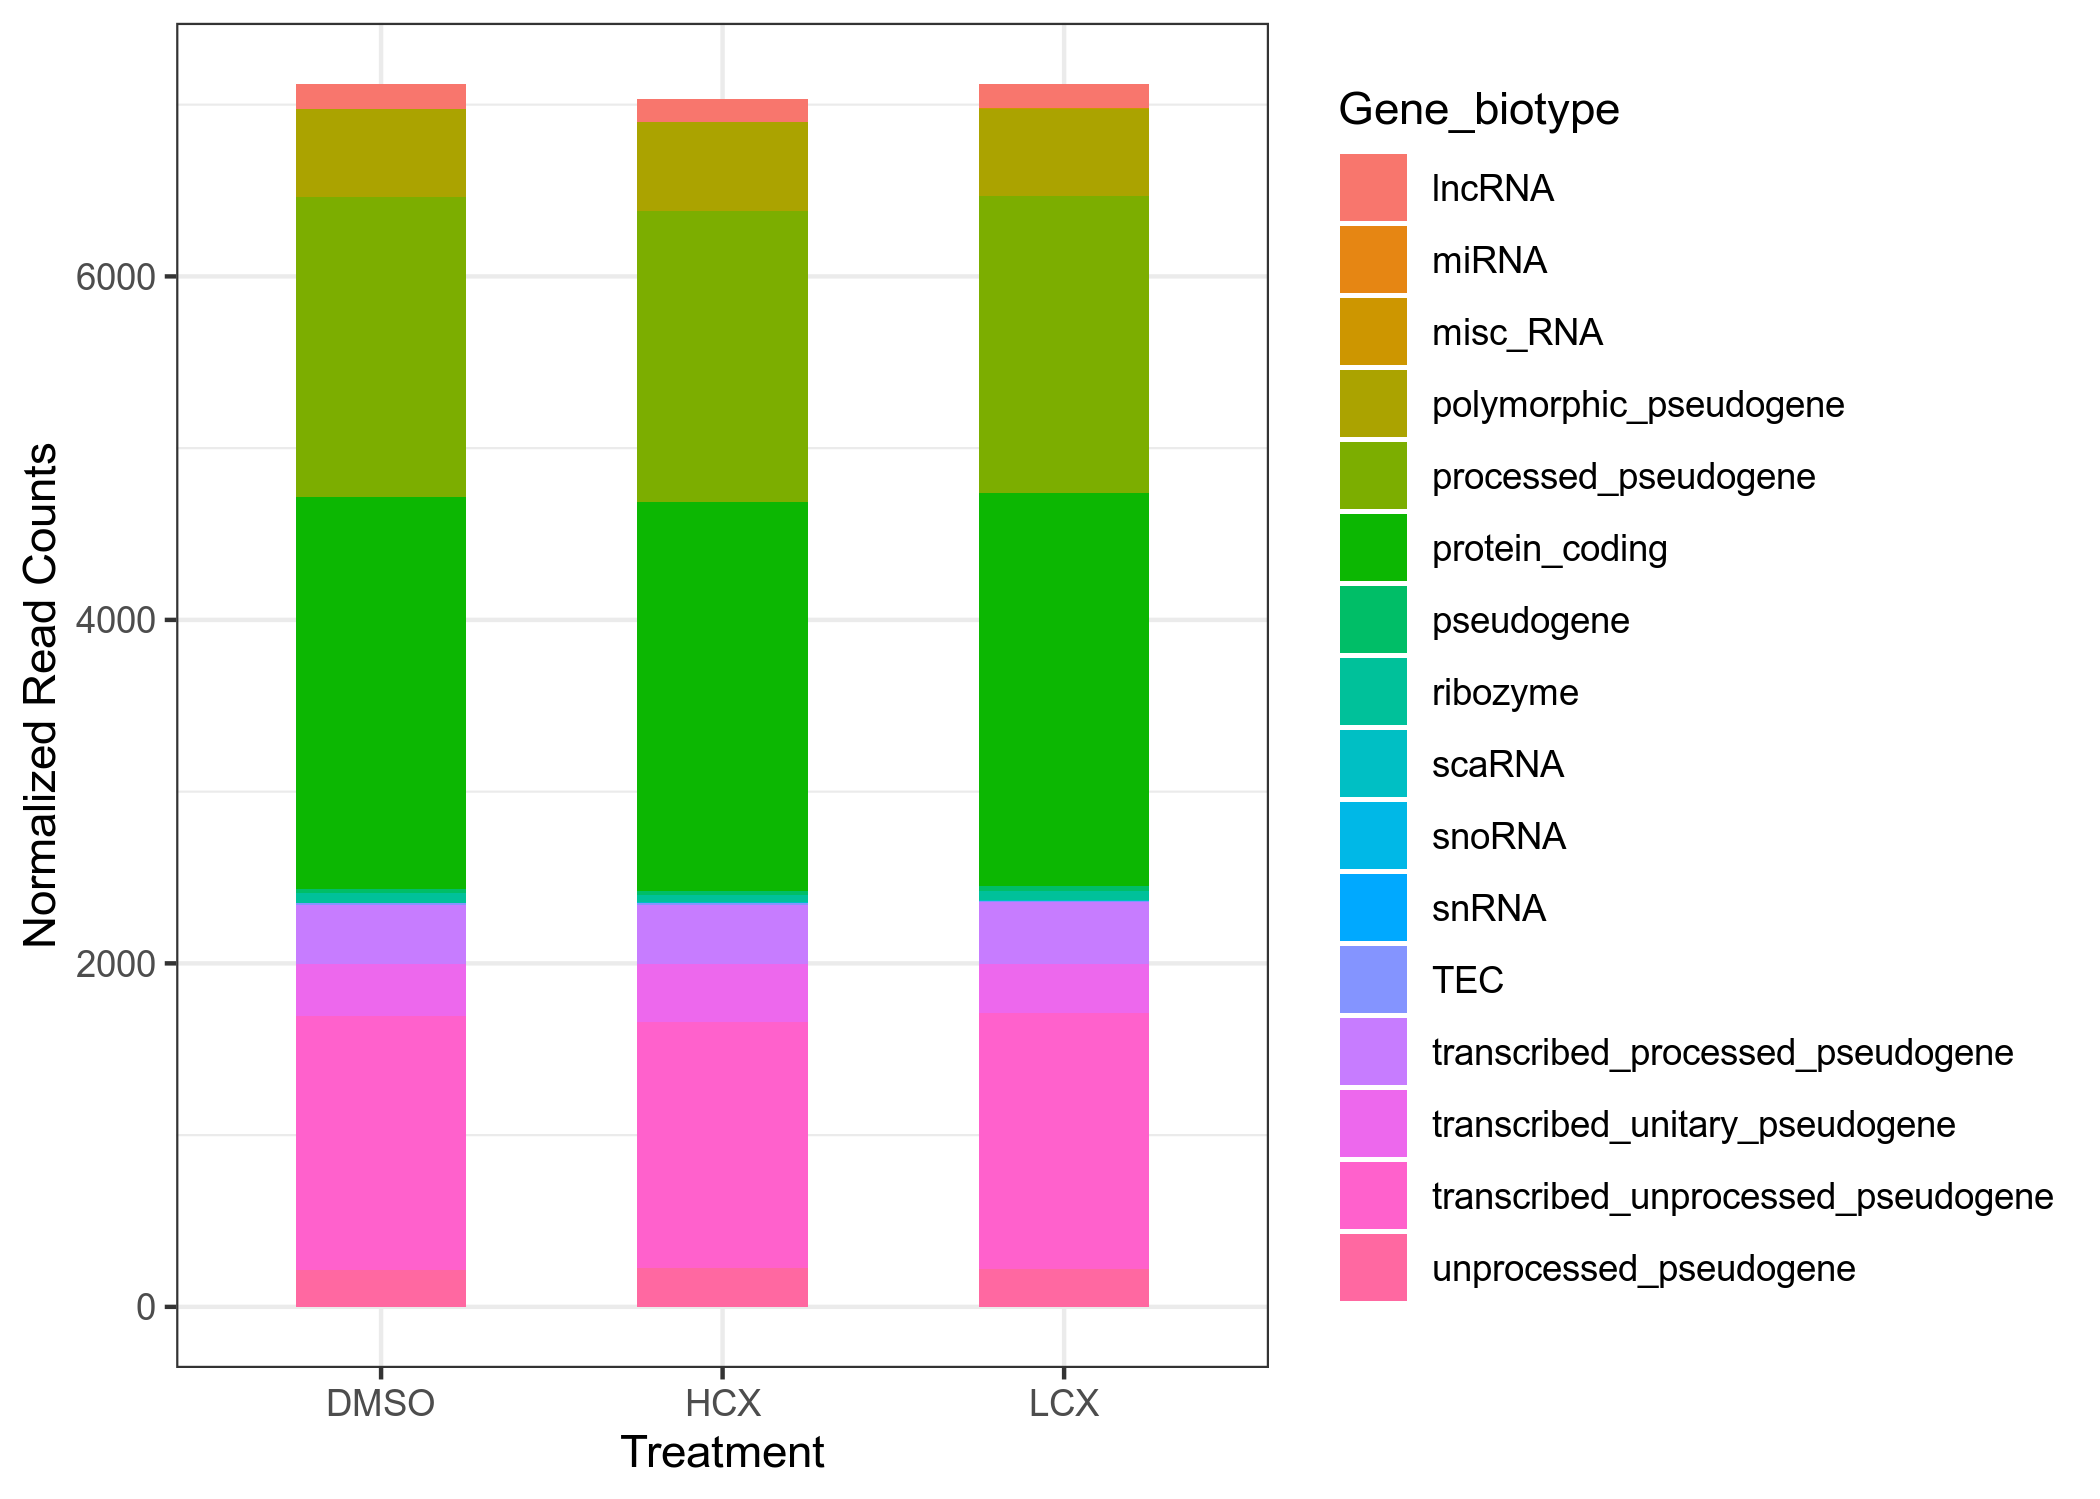 Normalized Read Counts
6000
4000
2000
0
DMSO HCX LCX
Treatment
Gene_biotype
lncRNA
miRNA
misc_RNA
polymorphic_pseudogene
processed_pseudogene
protein_coding
pseudogene
ribozyme
scaRNA
snoRNA
snRNA
TEC
transcribed_processed_pseudogene
transcribed_unitary_pseudogene
transcribed_unprocessed_pseudogene
unprocessed_pseudogene